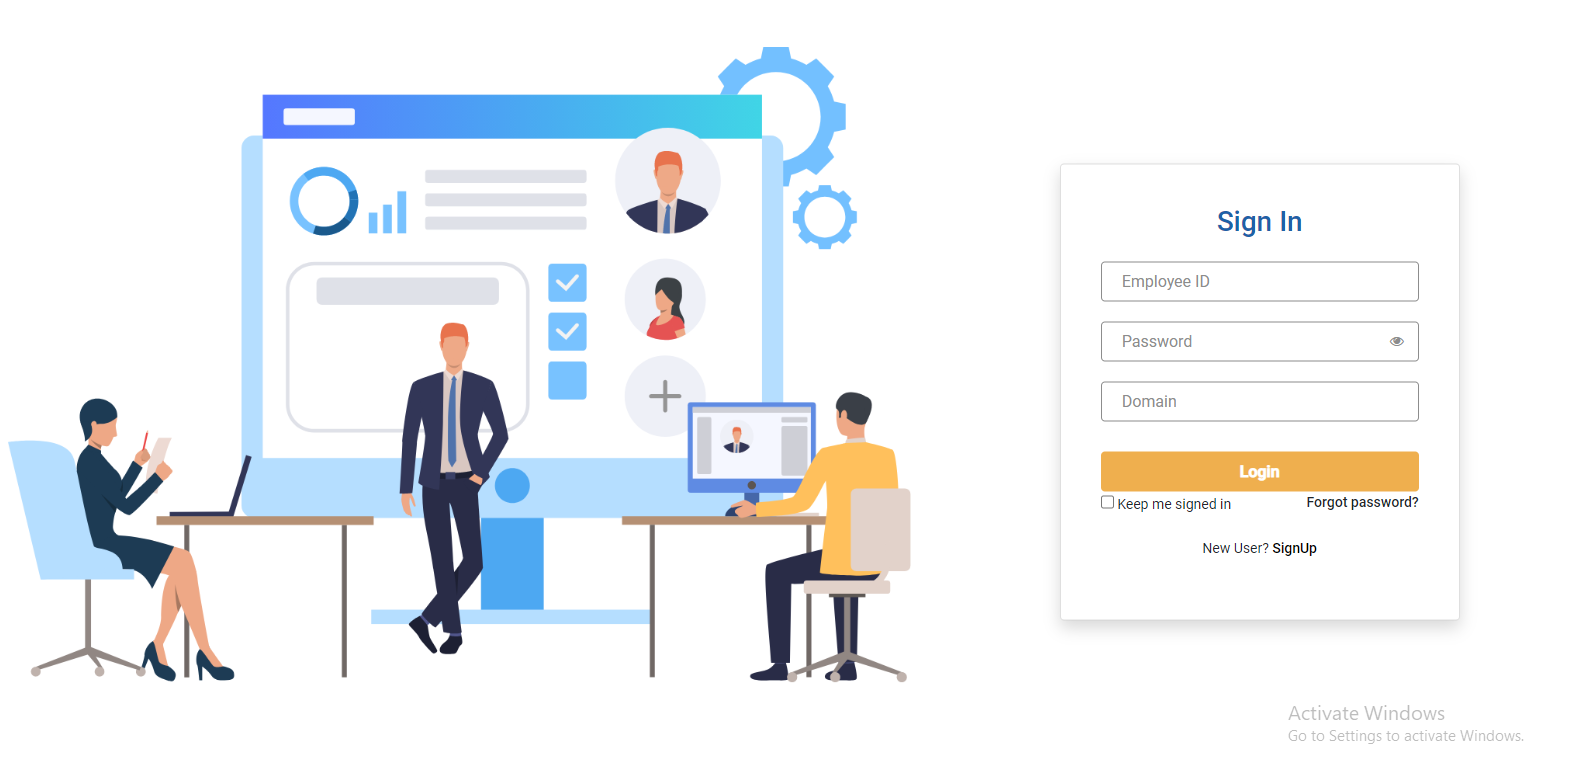 Sign In
Employee ID
Password
Domain
Login
Keep me signed in
Forgot password?
New User? SignUp
Activate Windows
Go to Settings to activate Windows.